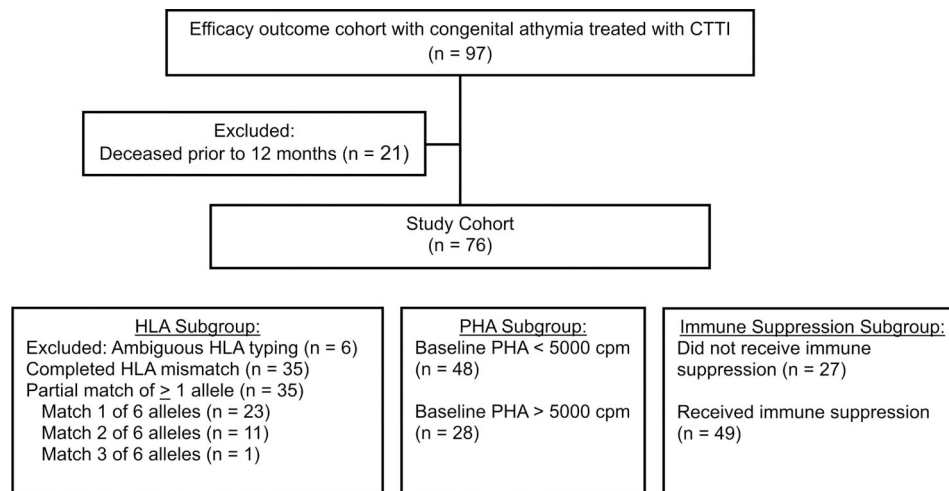 Efficacy outcome cohort with congenital athymia treated with CTTI
(n = 97)
Excluded:
Deceased prior to 12 months (n = 21)
Study Cohort
(n = 76)
HLA Subgroup:
Excluded: Ambiguous HLA typing (n = 6)
Completed HLA mismatch (n = 35)
Partial match of ≥ 1 allele (n = 35)
Match 1 of 6 alleles (n = 23)
Match 2 of 6 alleles (n = 11)
Match 3 of 6 alleles (n = 1)
PHA Subgroup:
Baseline PHA < 5000 cpm
(n = 48)
Baseline PHA > 5000 cpm
(n = 28)
Immune Suppression Subgroup:
Did not receive immune
suppression (n = 27)
Received immune suppression
(n = 49)